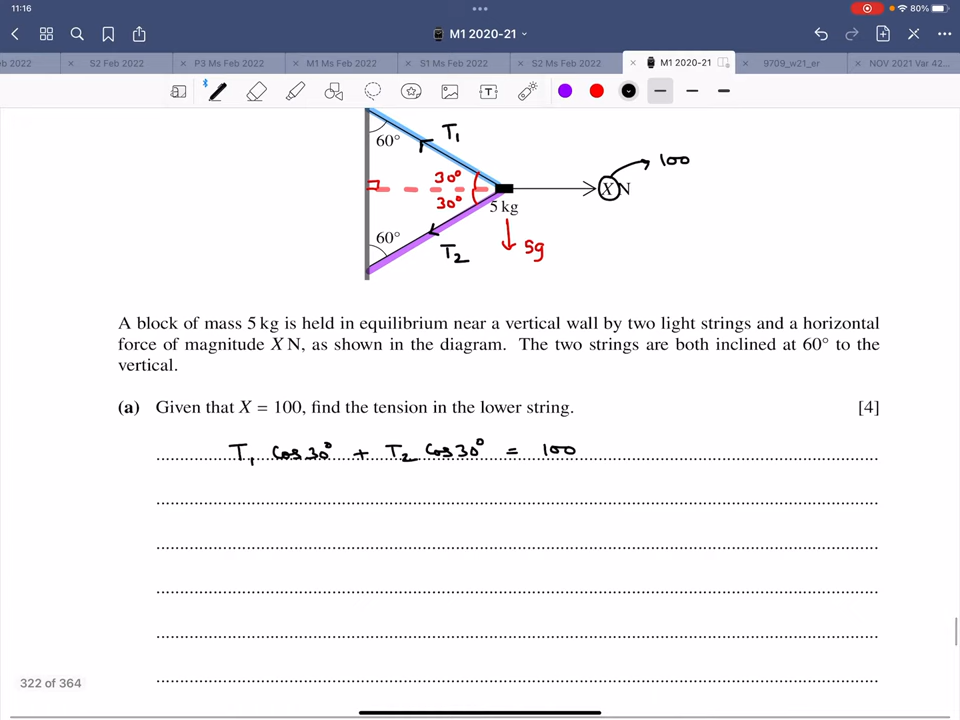 11:16
80%
M1 2020-21
b 2022
S2 Feb 2022
P3 Ms Feb 2022
M1 Ms Feb 2022
S1 Ms Feb 2022
S2 Ms Feb 2022
M1 2020-21
9709_w21_er
NOV 2021 Var 42...
60°
T₁
100
30°
X N
30°
5 kg
60°
T₂
5g
A block of mass 5 kg is held in equilibrium near a vertical wall by two light strings and a horizontal
force of magnitude X N, as shown in the diagram. The two strings are both inclined at 60° to the
vertical.
(a) Given that X = 100, find the tension in the lower string. [4]
T₁ cos 30° + T₂ cos 30° = 100
322 of 364